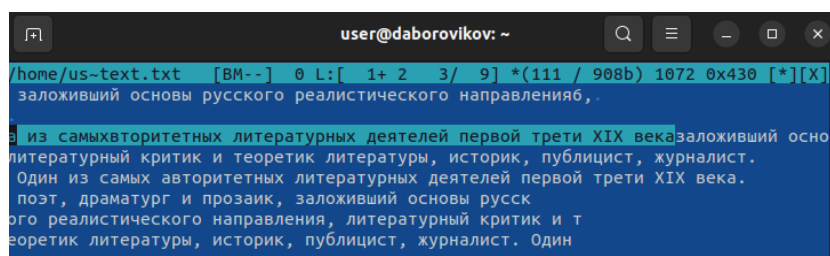 user@daborovikov: ~
/home/us~text.txt [BM--] 0 L:[ 1+ 2 3/ 9] *(111 / 908b) 1072 0x430 [*][X]
заложивший основы русского реалистического направленияб,.
.
а из самыхвторитетных литературных деятелей первой трети XIX веказаложивший осно
литературный критик и теоретик литературы, историк, публицист, журналист.
Один из самых авторитетных литературных деятелей первой трети XIX века.
поэт, драматург и прозаик, заложивший основы русск
ого реалистического направления, литературный критик и т
еоретик литературы, историк, публицист, журналист. Один